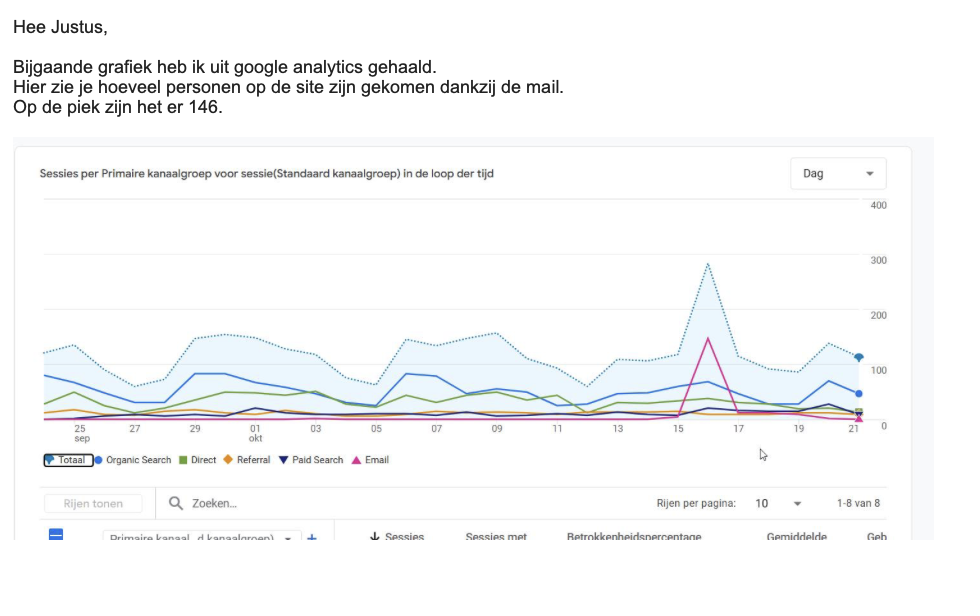 Hee Justus,
Bijgaande grafiek heb ik uit google analytics gehaald.
Hier zie je hoeveel personen op de site zijn gekomen dankzij de mail.
Op de piek zijn het er 146.
Sessies per Primaire kanaalgroep voor sessie(Standaard kanaalgroep) in de loop der tijd
Dag
400
300
200
100
0
25 27 29 01 03 05 07 09 11 13 15 17 19 21
sep okt
Totaal Organic Search Direct Referral Paid Search Email
Rijen tonen Zoeken... Rijen per pagina: 10 1-8 van 8
Primaire kanaal...d kanaalgroep) + Sessies Sessies met Betrokkenheidspercentage Gemiddelde Geb